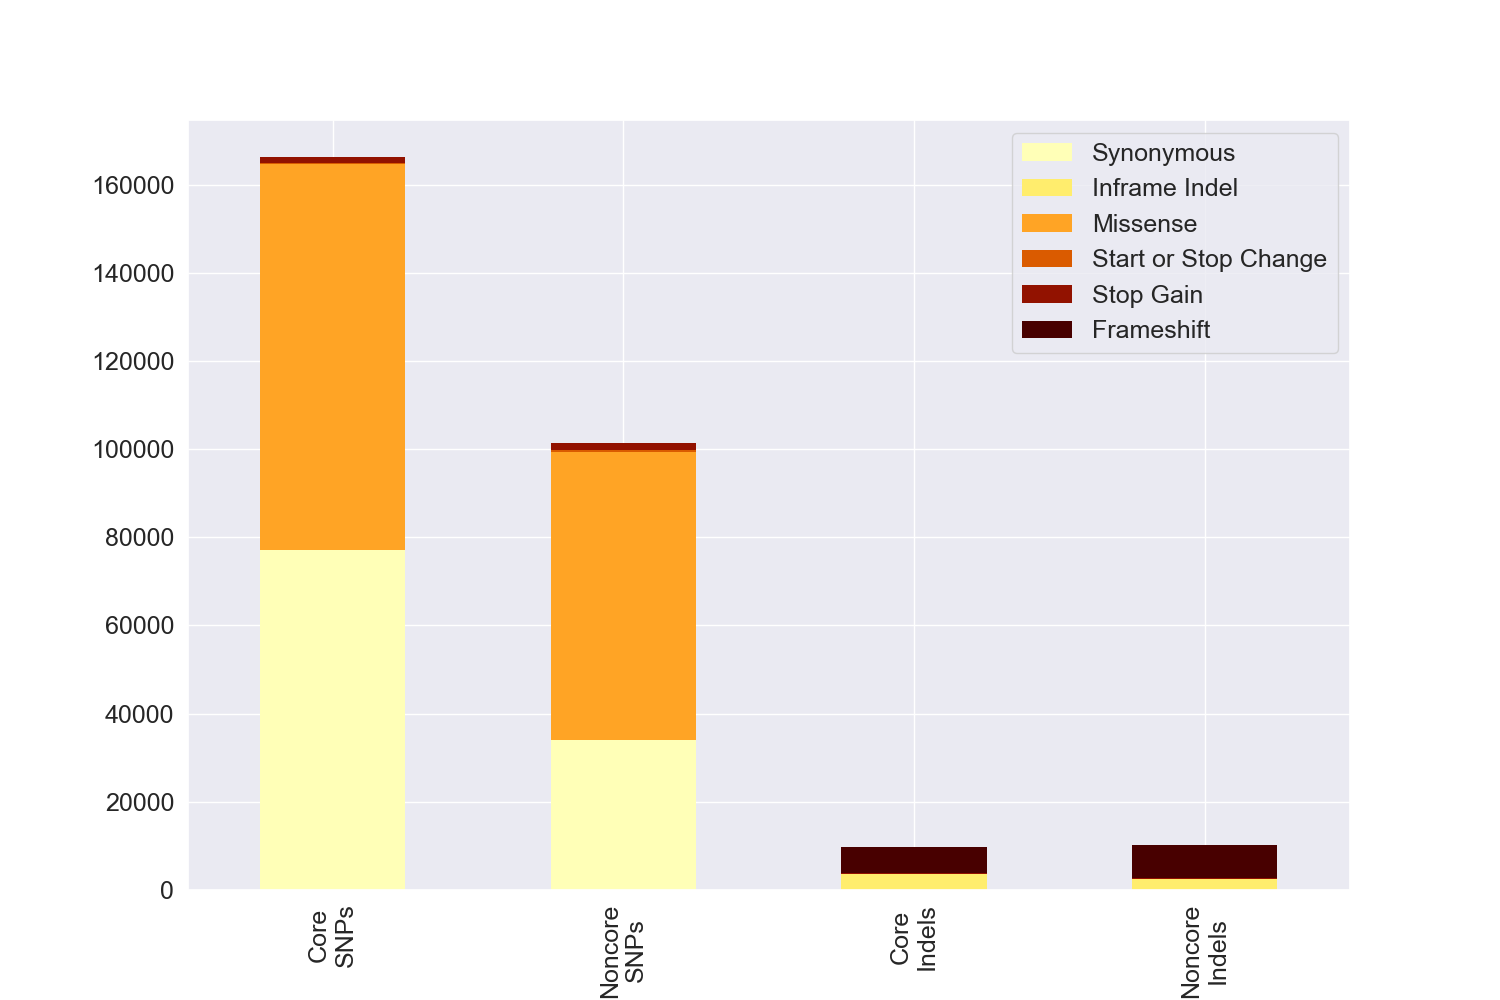 160000
140000
120000
100000
80000
60000
40000
20000
0
Synonymous
Inframe Indel
Missense
Start or Stop Change
Stop Gain
Frameshift
Core
SNPs
Noncore
SNPs
Core
Indels
Noncore
Indels